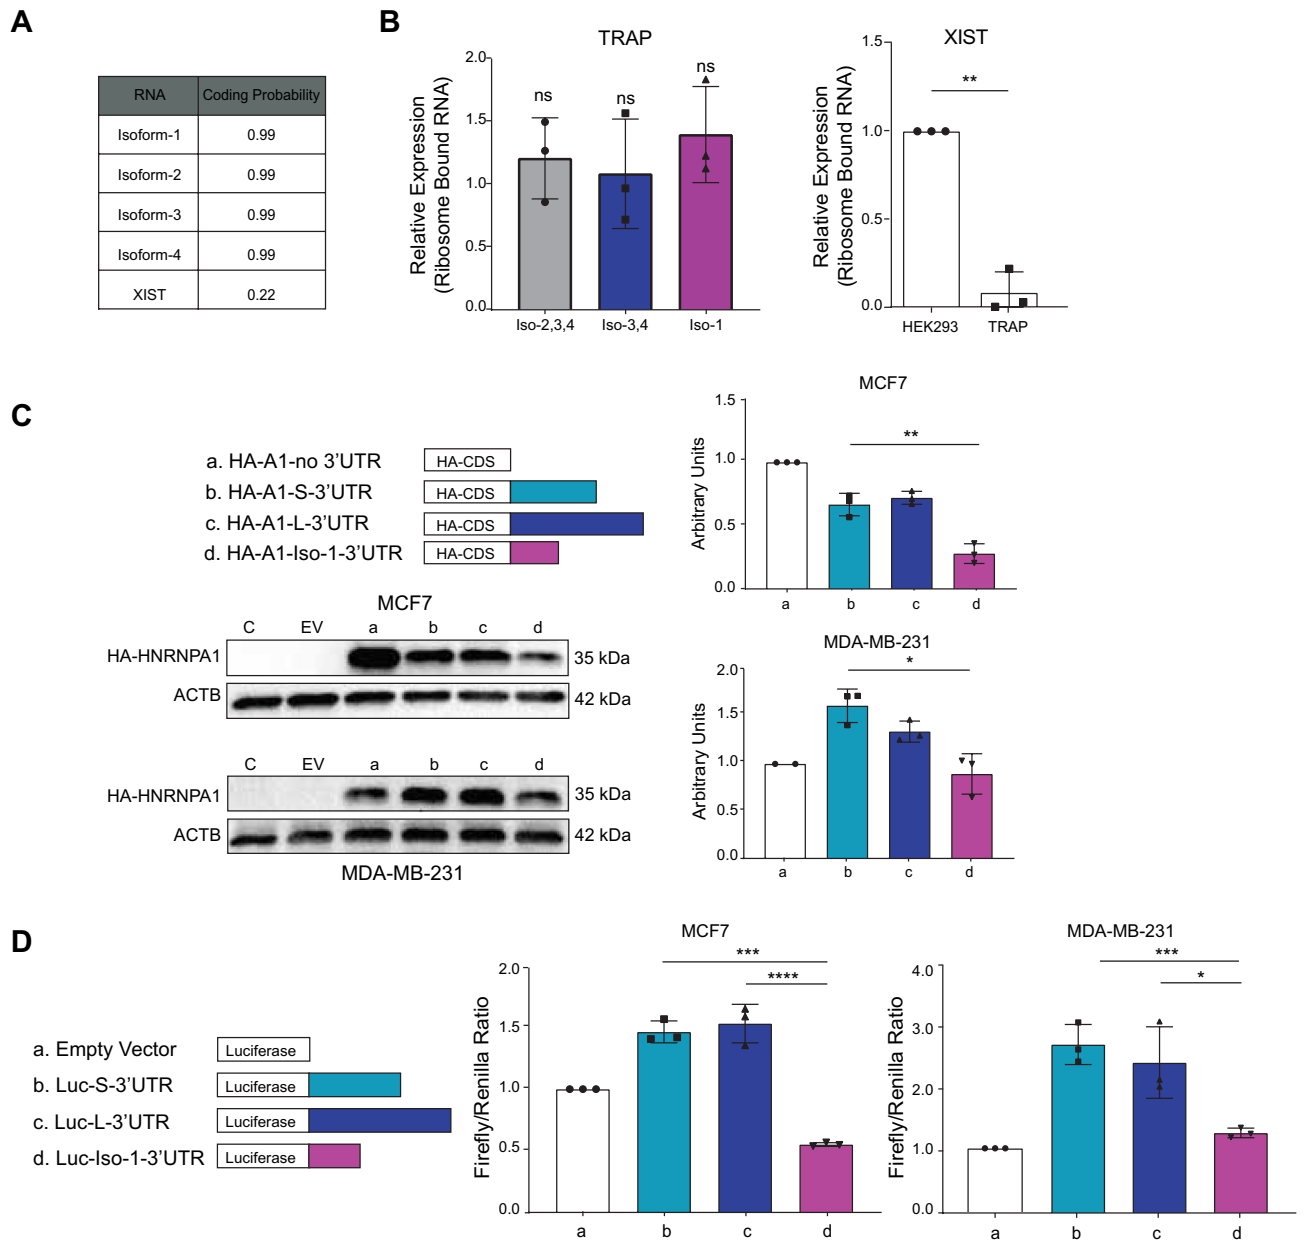 A
RNA Coding Probability
Isoform-1 0.99
Isoform-2 0.99
Isoform-3 0.99
Isoform-4 0.99
XIST 0.22
B
TRAP
Relative Expression
(Ribosome Bound RNA)
2.0
1.5
1.0
0.5
0.0
ns
ns
ns
Iso-2,3,4 Iso-3,4 Iso-1
XIST
Relative Expression
(Ribosome Bound RNA)
1.5
1.0
0.5
0.0
**
HEK293 TRAP
C
a. HA-A1-no 3'UTR HA-CDS
b. HA-A1-S-3'UTR HA-CDS
c. HA-A1-L-3'UTR HA-CDS
d. HA-A1-Iso-1-3'UTR HA-CDS
MCF7
C EV a b c d
HA-HNRNPA1 35 kDa
ACTB 42 kDa
C EV a b c d
HA-HNRNPA1 35 kDa
ACTB 42 kDa
MDA-MB-231
MCF7
Arbitrary Units
1.5
1.0
0.5
0.0
**
a b c d
MDA-MB-231
Arbitrary Units
2.0
1.5
1.0
0.5
0.0
*
a b c d
D
a. Empty Vector Luciferase
b. Luc-S-3'UTR Luciferase
c. Luc-L-3'UTR Luciferase
d. Luc-Iso-1-3'UTR Luciferase
MCF7
Firefly/Renilla Ratio
2.0
1.5
1.0
0.5
0.0
***
****
a b c d
MDA-MB-231
Firefly/Renilla Ratio
4.0
3.0
2.0
1.0
0.0
***
*
a b c d